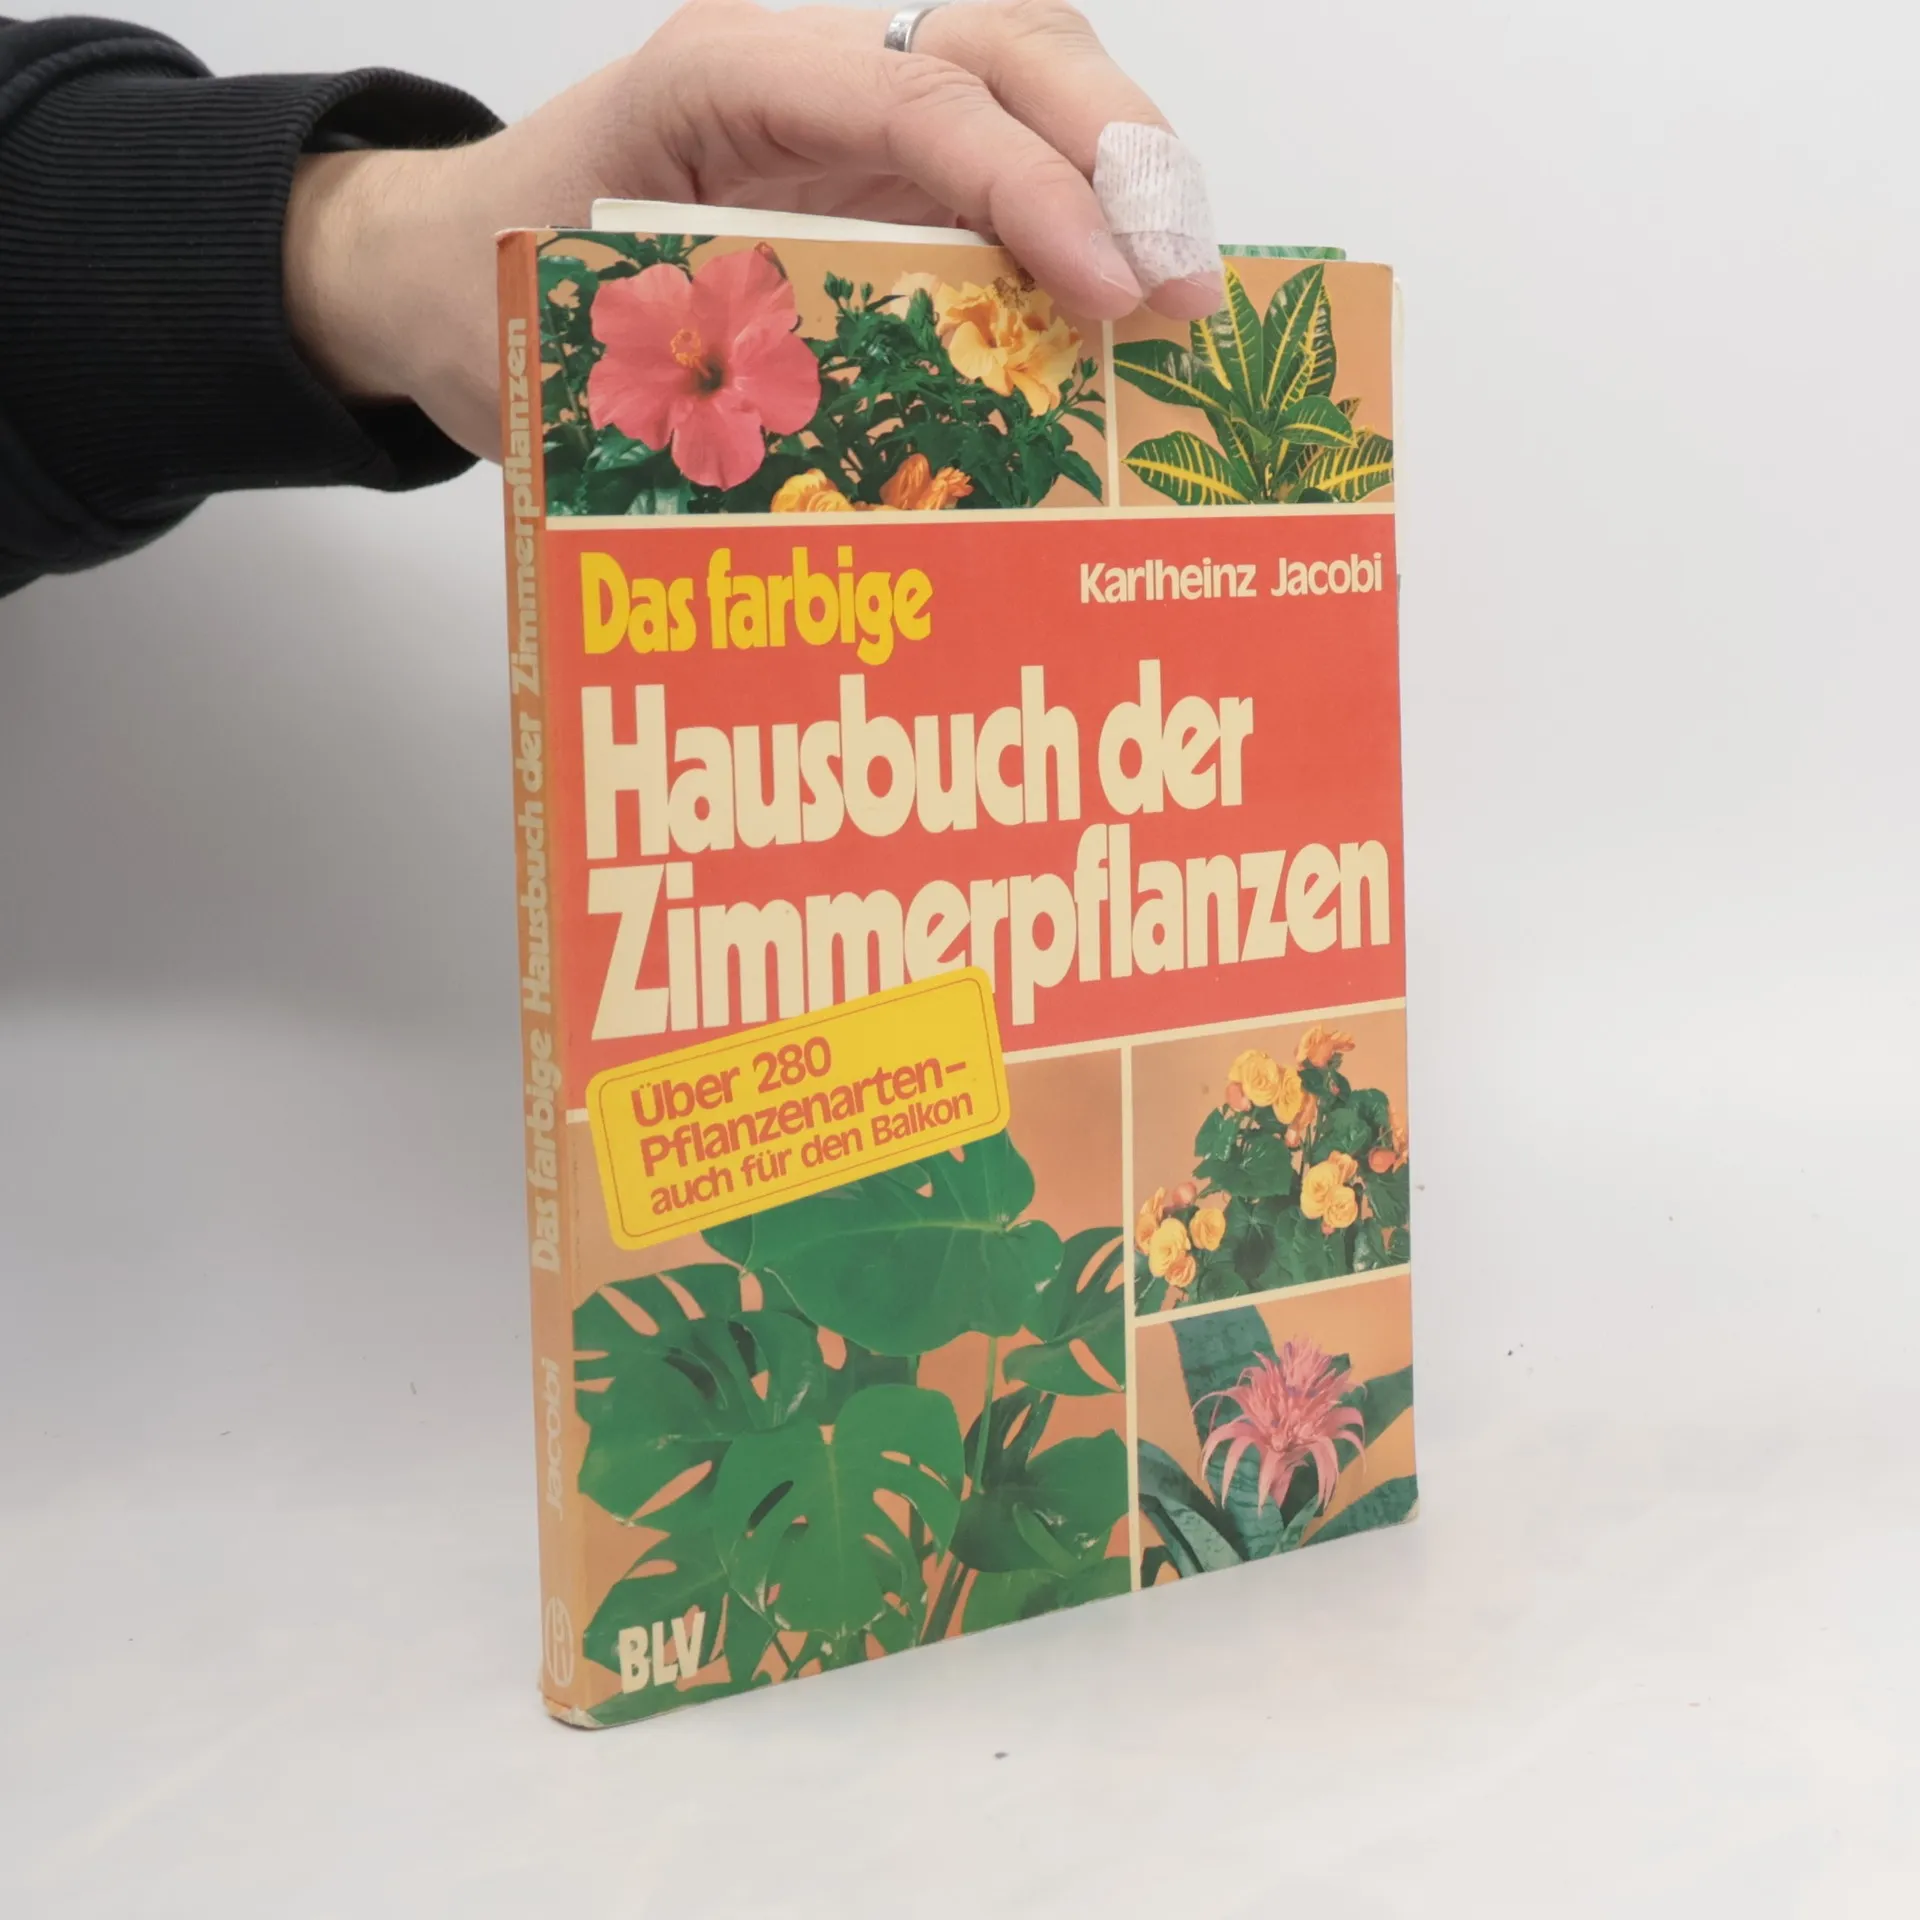 Das farbige
Karlheinz Jacobi
Hausbuch der
Zimmerpflanzen
Über 280
Pflanzenarten–
auch für den Balkon
BLV
Das farbige Hausbuch der Zimmerpflanzen
Jacobi